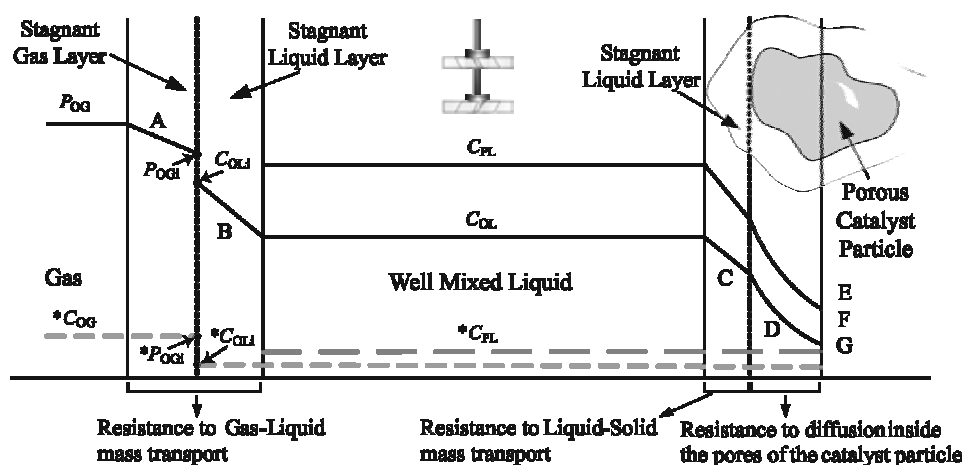 Stagnant
Gas Layer
Stagnant
Liquid Layer
Stagnant
Liquid Layer
P_OG
A
P_OGi
C_OLi
B
C_PL
C_OL
Porous
Catalyst
Particle
Gas
Well Mixed Liquid
C
D
E
F
G
*C_OG
*P_OGi
*C_OLi
*C_PL
Resistance to Gas-Liquid
mass transport
Resistance to Liquid-Solid
mass transport
Resistance to diffusion inside
the pores of the catalyst particle